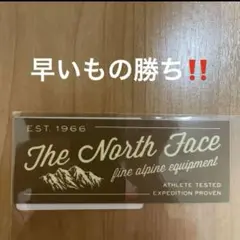 早いもの勝ち‼️
EST. 1966
The North Face
fine alpine equipment
ATHLETE TESTED
EXPEDITION PROVEN